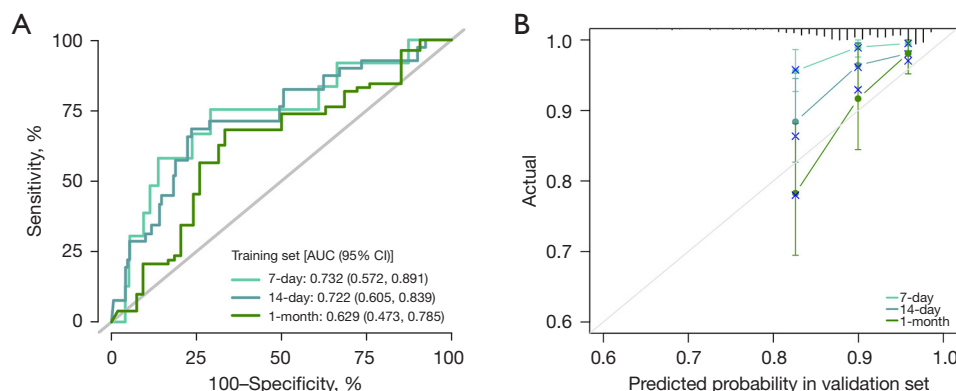 A
100
75
50
25
0
Sensitivity, %
Training set [AUC (95% CI)]
7-day: 0.732 (0.572, 0.891)
14-day: 0.722 (0.605, 0.839)
1-month: 0.629 (0.473, 0.785)
0 25 50 75 100
100–Specificity, %
B
1.0
0.9
0.8
0.7
0.6
Actual
7-day
14-day
1-month
0.6 0.7 0.8 0.9 1.0
Predicted probability in validation set